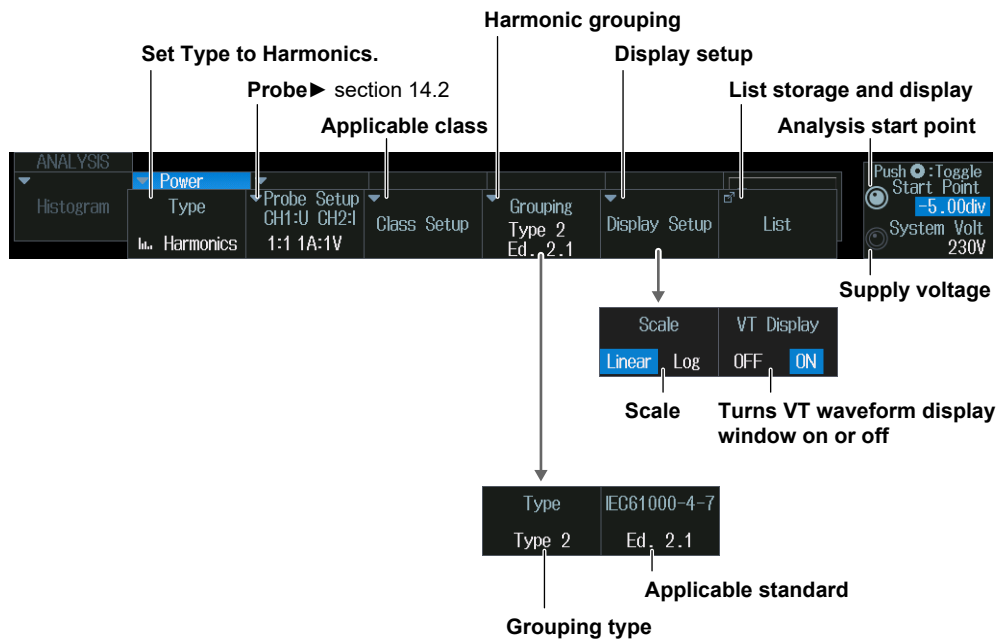 Harmonic grouping
Set Type to Harmonics.
Display setup
Probe► section 14.2
List storage and display
Applicable class
Analysis start point
ANALYSIS
Histogram
Power
Type
Harmonics
Probe Setup
CH1:U CH2:I
1:1 1A:1V
Class Setup
Grouping
Type 2
Ed. 2.1
Display Setup
List
Push :Toggle
Start Point
-5.00div
System Volt
230V
Supply voltage
Scale
Linear Log
VT Display
OFF ON
Scale
Turns VT waveform display
window on or off
Type
Type 2
IEC61000-4-7
Ed. 2.1
Applicable standard
Grouping type